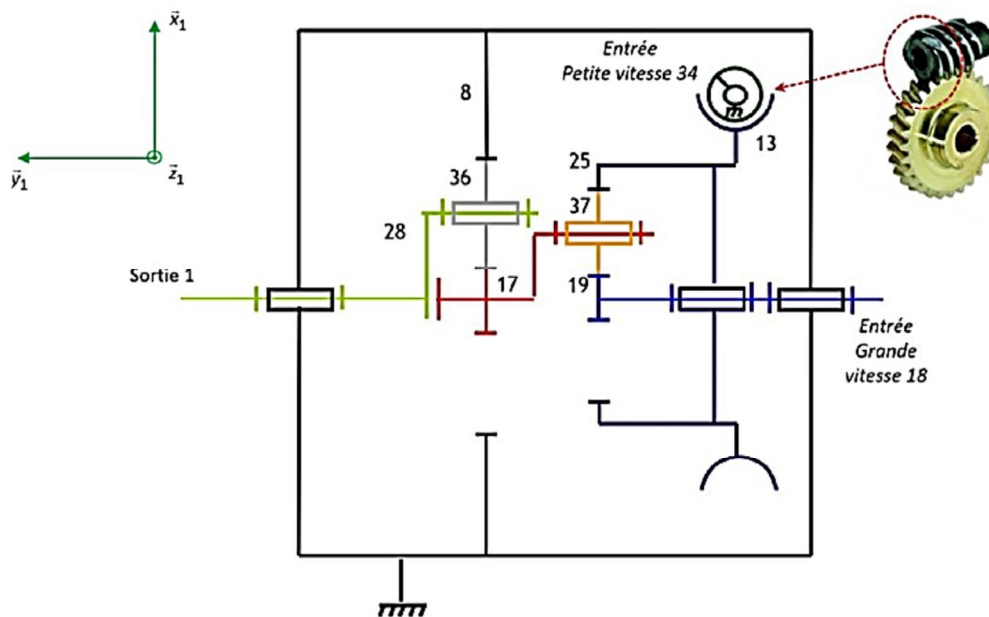 x⃗₁
y⃗₁
z⃗₁
Entrée
Petite vitesse 34
8
m
13
25
36
37
28
Sortie 1
17
19
Entrée
Grande
vitesse 18